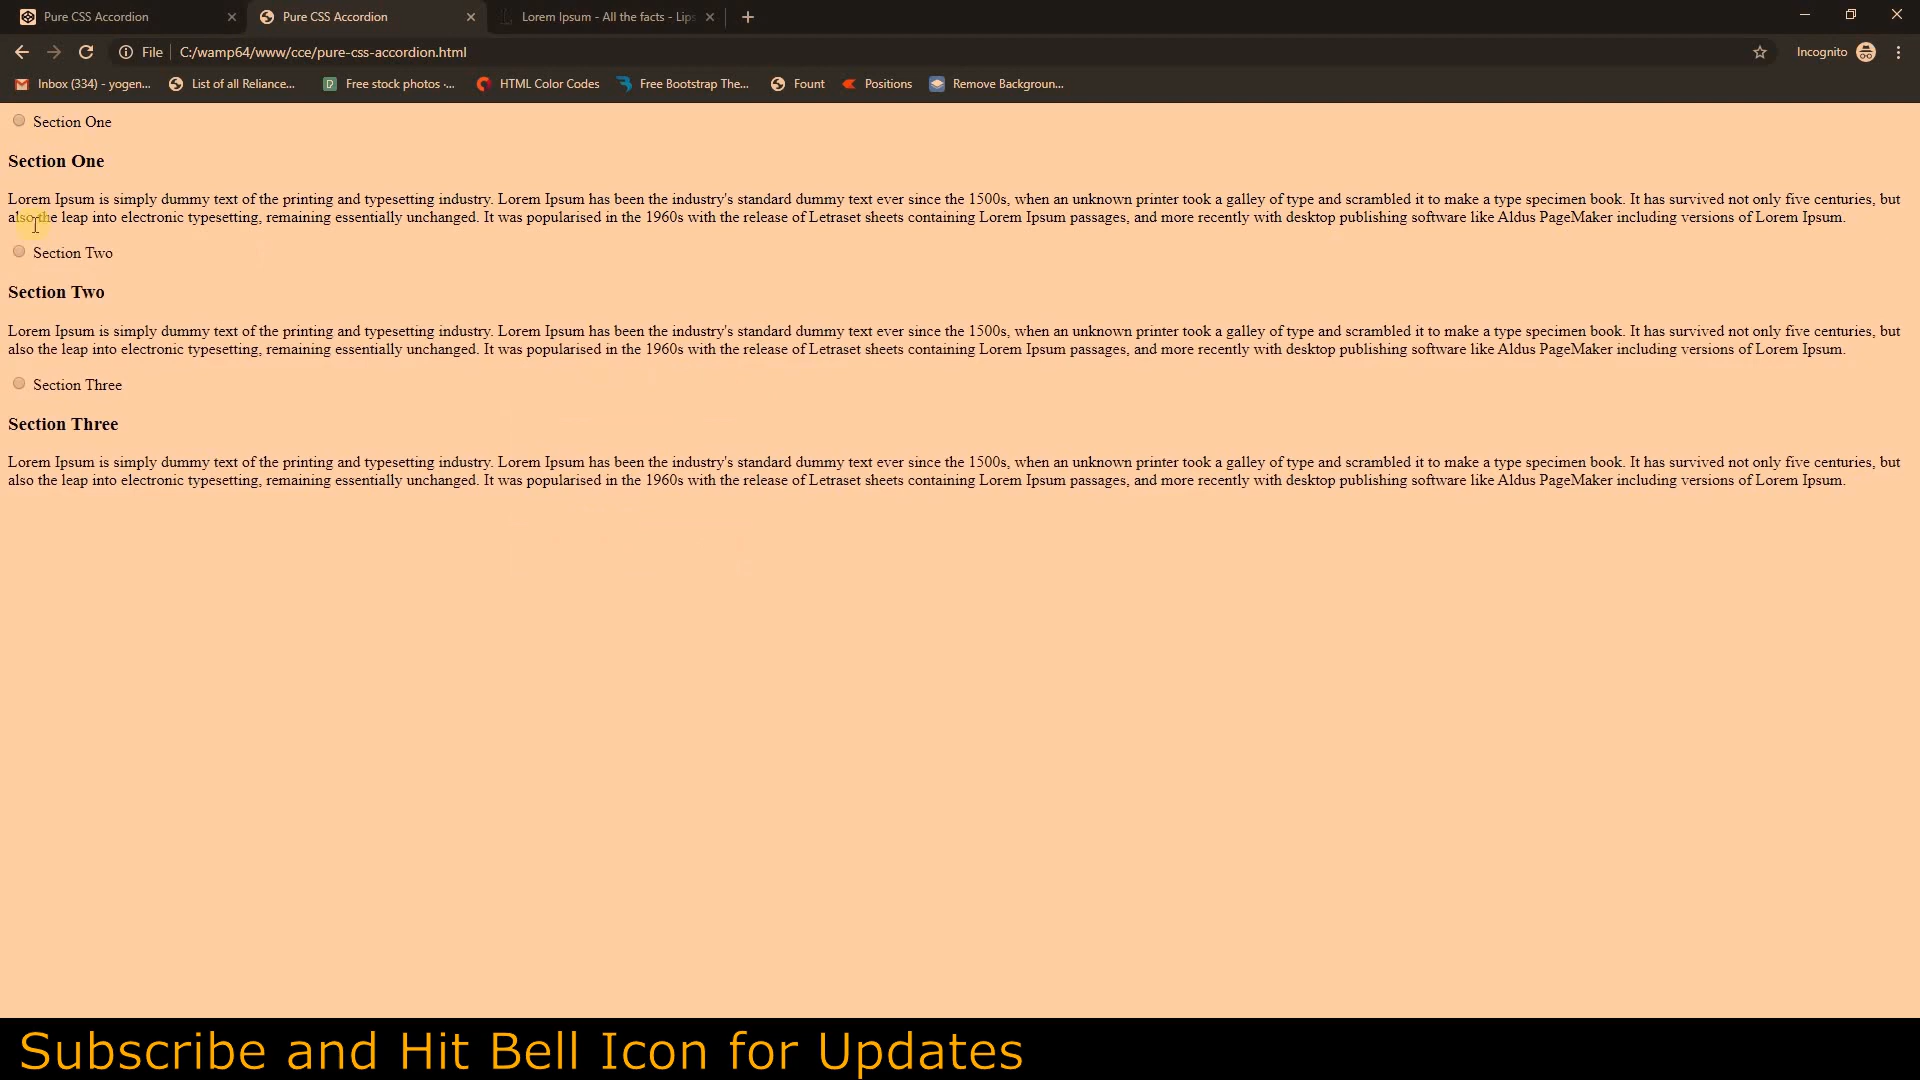 Pure CSS Accordion
Pure CSS Accordion
Lorem Ipsum - All the facts - Lips
Incognito
File
C:/wamp64/www/cce/pure-css-accordion.html
Inbox (334) - yogen...
List of all Reliance...
Free stock photos ·...
HTML Color Codes
Free Bootstrap The...
Fount
Positions
Remove Backgroun...
Section One
Section One
Lorem Ipsum is simply dummy text of the printing and typesetting industry. Lorem Ipsum has been the industry's standard dummy text ever since the 1500s, when an unknown printer took a galley of type and scrambled it to make a type specimen book. It has survived not only five centuries, but
also the leap into electronic typesetting, remaining essentially unchanged. It was popularised in the 1960s with the release of Letraset sheets containing Lorem Ipsum passages, and more recently with desktop publishing software like Aldus PageMaker including versions of Lorem Ipsum.
Section Two
Section Two
Lorem Ipsum is simply dummy text of the printing and typesetting industry. Lorem Ipsum has been the industry's standard dummy text ever since the 1500s, when an unknown printer took a galley of type and scrambled it to make a type specimen book. It has survived not only five centuries, but
also the leap into electronic typesetting, remaining essentially unchanged. It was popularised in the 1960s with the release of Letraset sheets containing Lorem Ipsum passages, and more recently with desktop publishing software like Aldus PageMaker including versions of Lorem Ipsum.
Section Three
Section Three
Lorem Ipsum is simply dummy text of the printing and typesetting industry. Lorem Ipsum has been the industry's standard dummy text ever since the 1500s, when an unknown printer took a galley of type and scrambled it to make a type specimen book. It has survived not only five centuries, but
also the leap into electronic typesetting, remaining essentially unchanged. It was popularised in the 1960s with the release of Letraset sheets containing Lorem Ipsum passages, and more recently with desktop publishing software like Aldus PageMaker including versions of Lorem Ipsum.
Subscribe and Hit Bell Icon for Updates